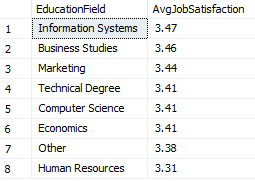 EducationField AvgJobSatisfaction
1 Information Systems 3.47
2 Business Studies 3.46
3 Marketing 3.44
4 Technical Degree 3.41
5 Computer Science 3.41
6 Economics 3.41
7 Other 3.38
8 Human Resources 3.31